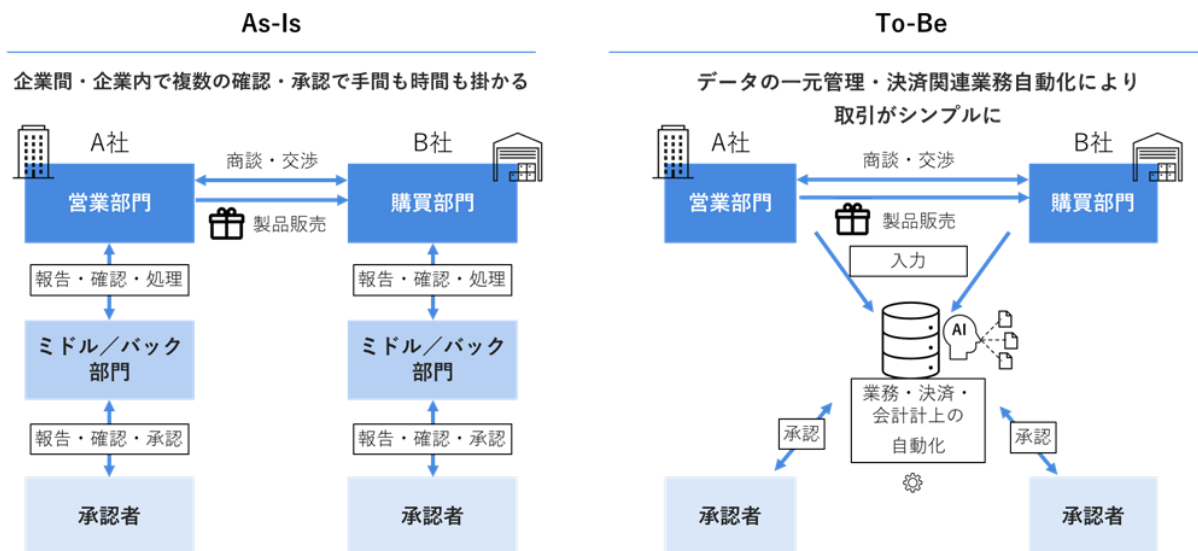 As-Is
企業間・企業内で複数の確認・承認で手間も時間も掛かる
A社
B社
商談・交渉
営業部門
購買部門
製品販売
報告・確認・処理
報告・確認・処理
ミドル／バック
部門
ミドル／バック
部門
報告・確認・承認
報告・確認・承認
承認者
承認者
To-Be
データの一元管理・決済関連業務自動化により
取引がシンプルに
A社
B社
商談・交渉
営業部門
購買部門
製品販売
入力
AI
業務・決済・
会計計上の
自動化
承認
承認
承認者
承認者